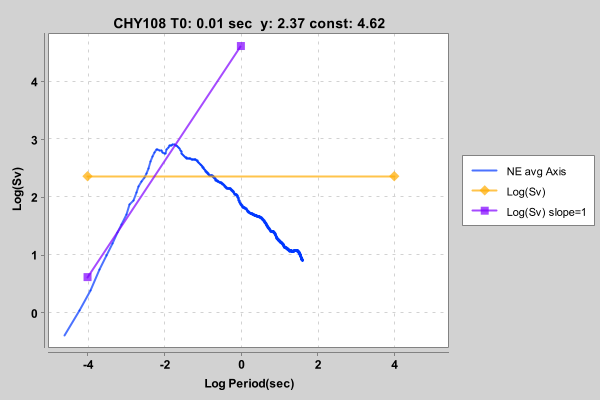 CHY108 T0: 0.01 sec  y: 2.37 const: 4.62
Log(Sv)
4
3
2
1
0
-4
-2
0
2
4
Log Period(sec)
NE avg Axis
Log(Sv)
Log(Sv) slope=1